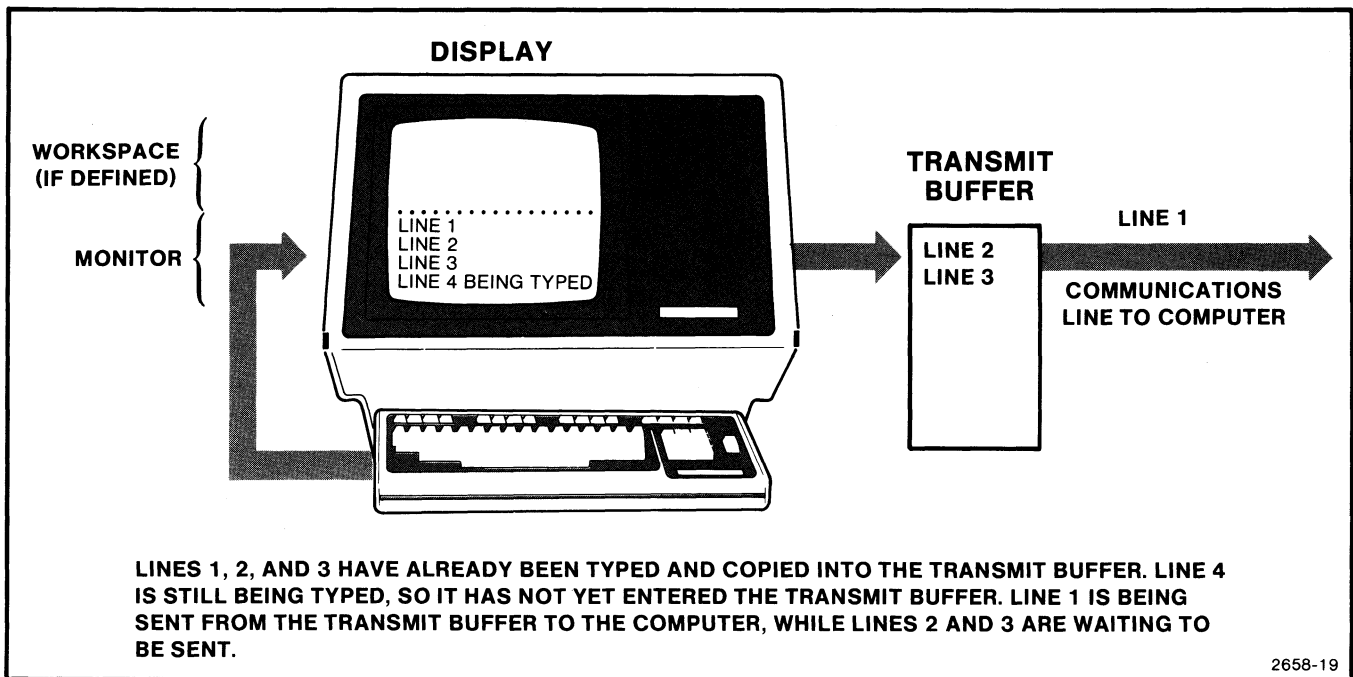 DISPLAY
WORKSPACE
(IF DEFINED)
MONITOR
LINE 1
LINE 2
LINE 3
LINE 4 BEING TYPED
TRANSMIT
BUFFER
LINE 2
LINE 3
LINE 1
COMMUNICATIONS
LINE TO COMPUTER
LINES 1, 2, AND 3 HAVE ALREADY BEEN TYPED AND COPIED INTO THE TRANSMIT BUFFER. LINE 4
IS STILL BEING TYPED, SO IT HAS NOT YET ENTERED THE TRANSMIT BUFFER. LINE 1 IS BEING
SENT FROM THE TRANSMIT BUFFER TO THE COMPUTER, WHILE LINES 2 AND 3 ARE WAITING TO
BE SENT.
2658-19